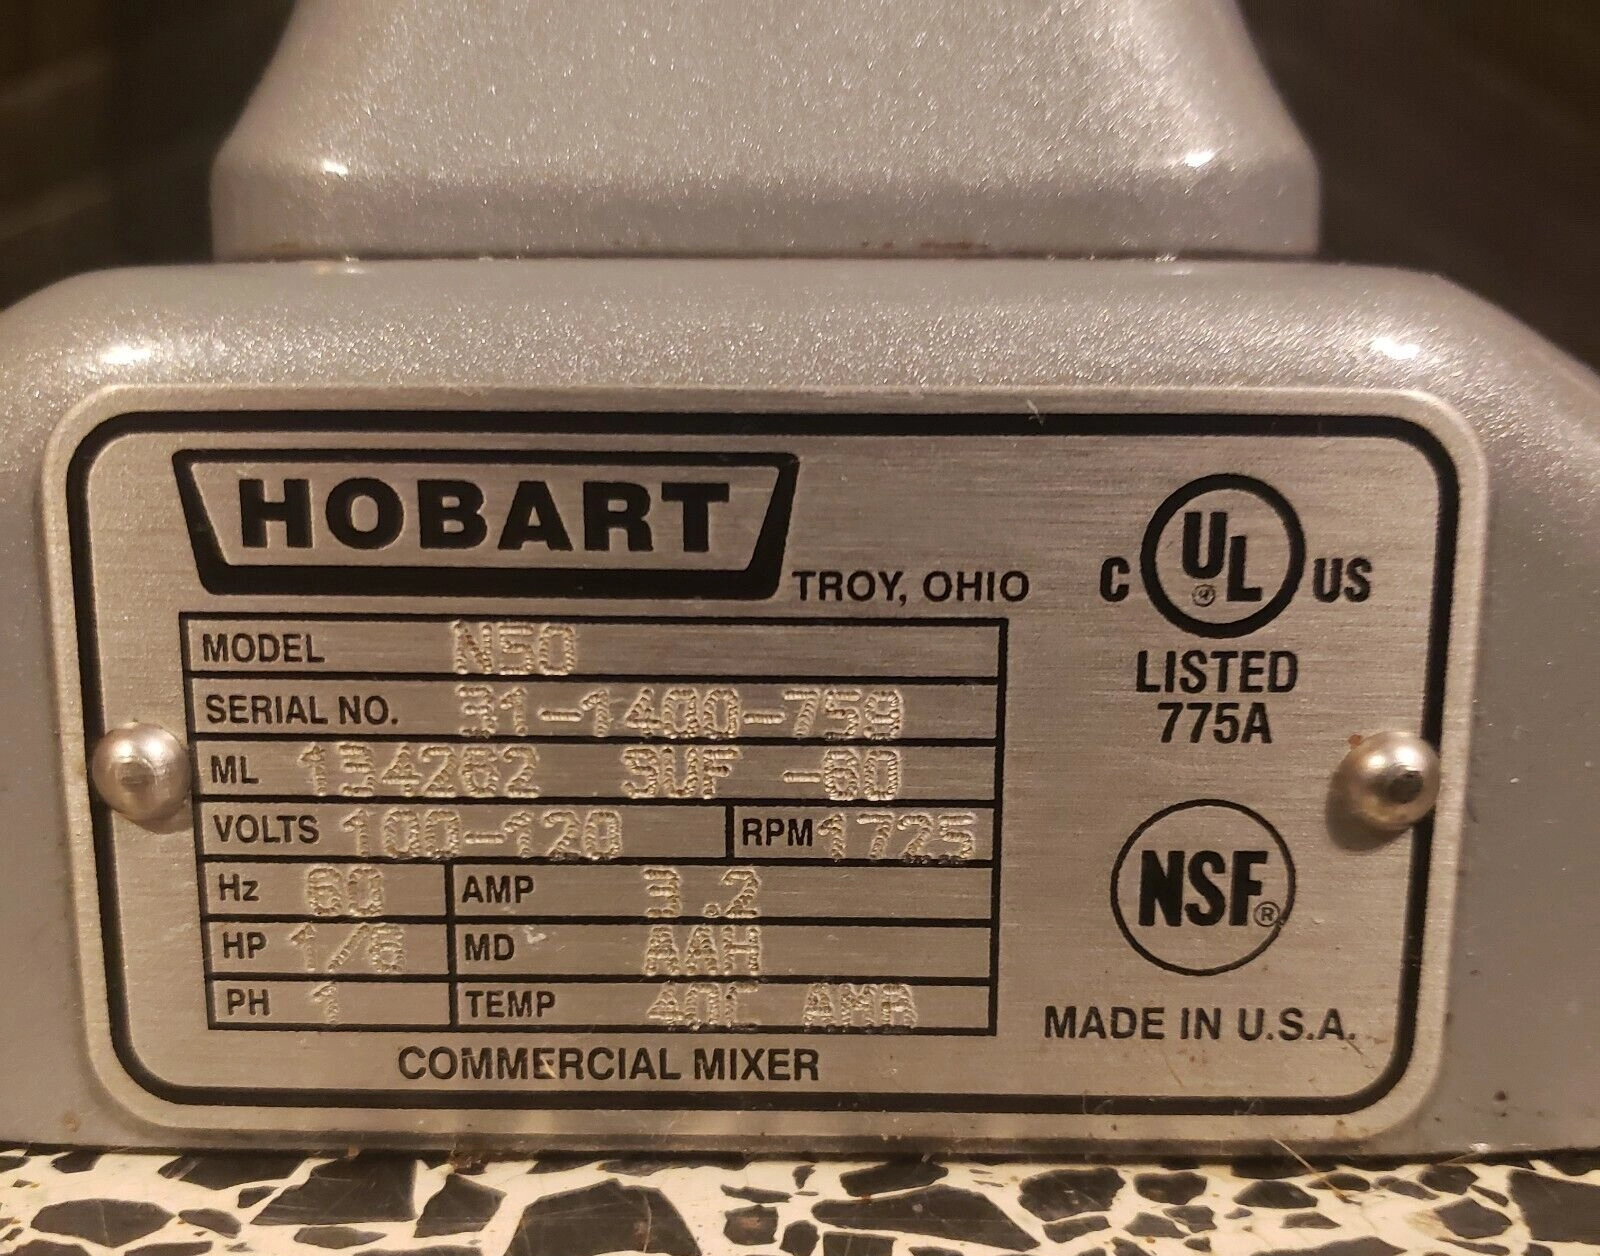 HOBART
TROY, OHIO
C UL US
LISTED
775A
MODEL N50
SERIAL NO. 31-1400-759
ML 134262 SUF -60
VOLTS 100-120 RPM 1725
Hz 60 AMP 3.2
HP 1/6 MD AAH
PH 1 TEMP 40C AMB
NSF®
MADE IN U.S.A.
COMMERCIAL MIXER